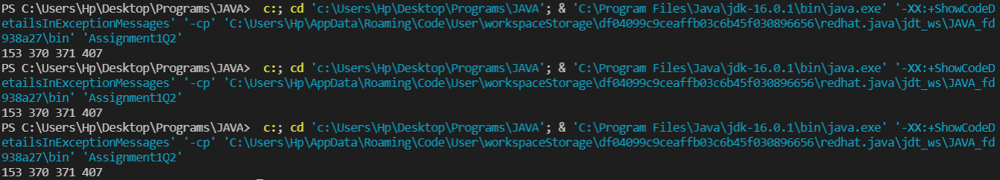 PS C:\Users\Hp\Desktop\Programs\JAVA>  c:; cd 'c:\Users\Hp\Desktop\Programs\JAVA'; & 'C:\Program Files\Java\jdk-16.0.1\bin\java.exe' '-XX:+ShowCodeD
etailsInExceptionMessages' '-cp' 'C:\Users\Hp\AppData\Roaming\Code\User\workspaceStorage\df04099c9ceaffb03c6b45f030896656\redhat.java\jdt_ws\JAVA_fd
938a27\bin' 'Assignment1Q2'
153 370 371 407
PS C:\Users\Hp\Desktop\Programs\JAVA>  c:; cd 'c:\Users\Hp\Desktop\Programs\JAVA'; & 'C:\Program Files\Java\jdk-16.0.1\bin\java.exe' '-XX:+ShowCodeD
etailsInExceptionMessages' '-cp' 'C:\Users\Hp\AppData\Roaming\Code\User\workspaceStorage\df04099c9ceaffb03c6b45f030896656\redhat.java\jdt_ws\JAVA_fd
938a27\bin' 'Assignment1Q2'
153 370 371 407
PS C:\Users\Hp\Desktop\Programs\JAVA>  c:; cd 'c:\Users\Hp\Desktop\Programs\JAVA'; & 'C:\Program Files\Java\jdk-16.0.1\bin\java.exe' '-XX:+ShowCodeD
etailsInExceptionMessages' '-cp' 'C:\Users\Hp\AppData\Roaming\Code\User\workspaceStorage\df04099c9ceaffb03c6b45f030896656\redhat.java\jdt_ws\JAVA_fd
938a27\bin' 'Assignment1Q2'
153 370 371 407